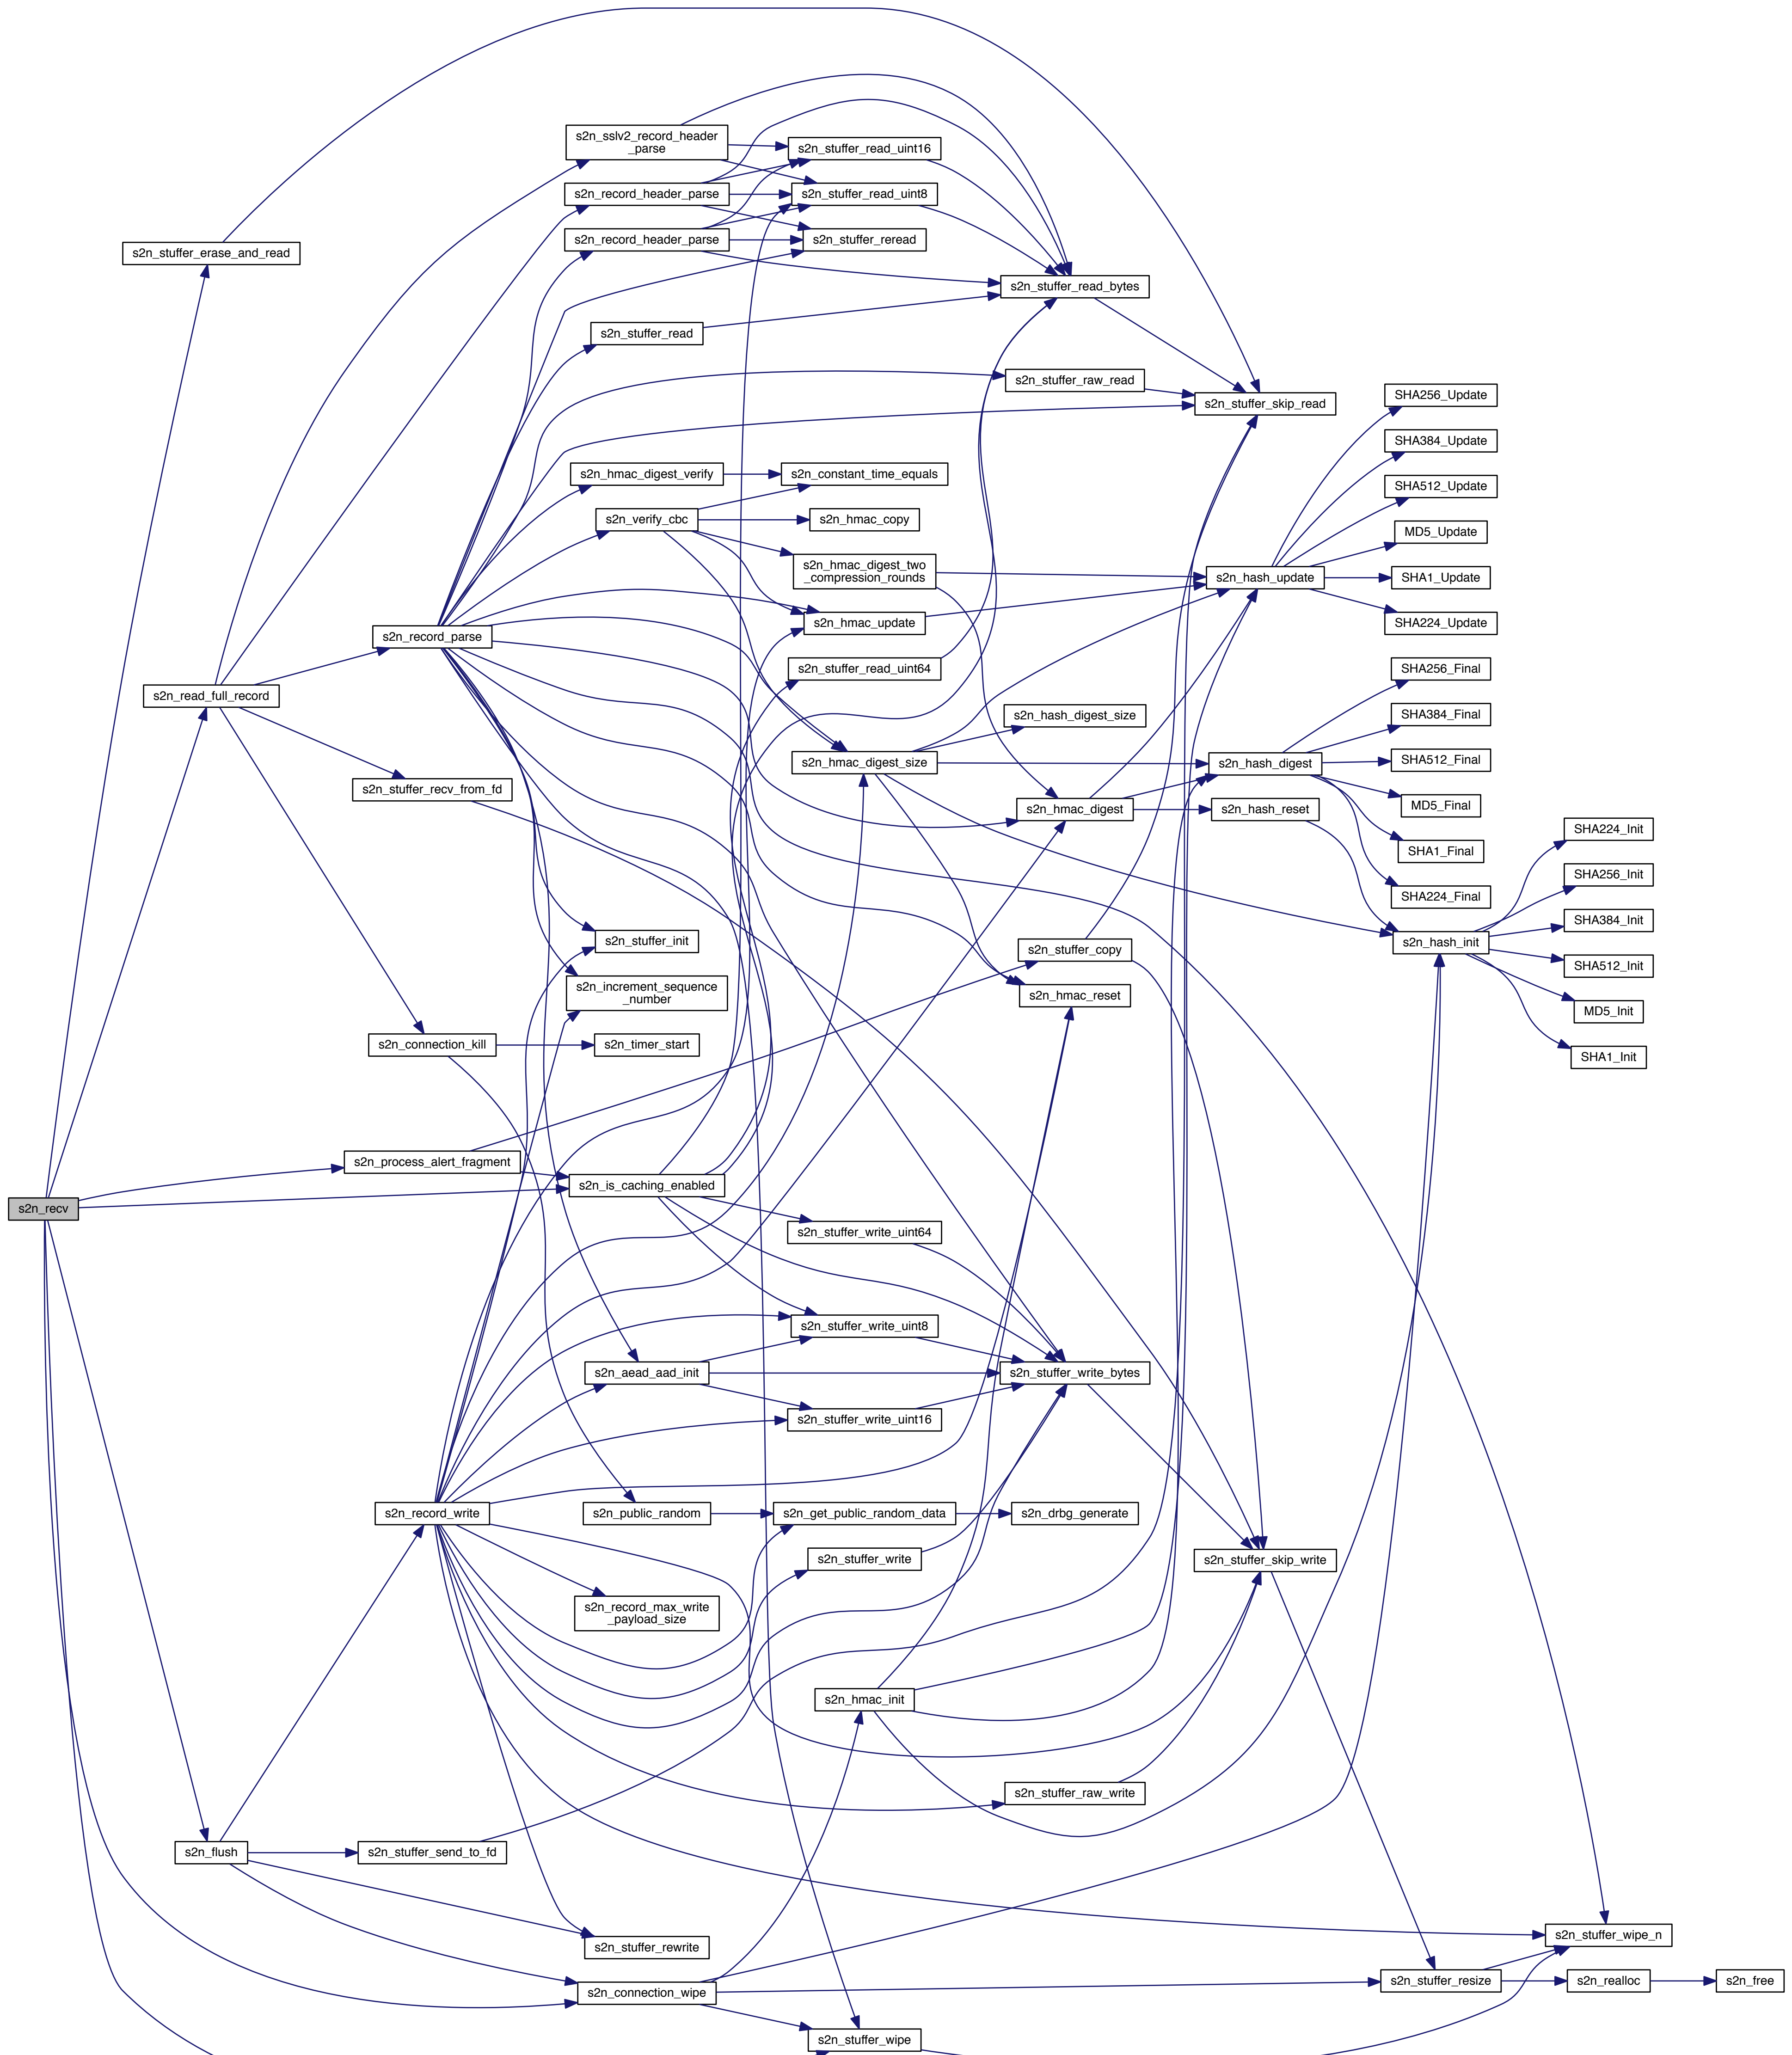 s2n_sslv2_record_header
_parse
s2n_stuffer_read_uint16
s2n_record_header_parse
s2n_stuffer_read_uint8
s2n_record_header_parse
s2n_stuffer_reread
s2n_stuffer_erase_and_read
s2n_stuffer_read_bytes
s2n_stuffer_read
s2n_stuffer_raw_read
s2n_stuffer_skip_read
SHA256_Update
SHA384_Update
s2n_hmac_digest_verify
s2n_constant_time_equals
SHA512_Update
s2n_verify_cbc
s2n_hmac_copy
MD5_Update
s2n_hmac_digest_two
_compression_rounds
s2n_hash_update
SHA1_Update
s2n_hmac_update
SHA224_Update
s2n_record_parse
s2n_stuffer_read_uint64
SHA256_Final
s2n_read_full_record
s2n_hash_digest_size
SHA384_Final
s2n_hmac_digest_size
s2n_hash_digest
SHA512_Final
s2n_stuffer_recv_from_fd
s2n_hmac_digest
s2n_hash_reset
MD5_Final
SHA224_Init
SHA1_Final
SHA256_Init
SHA224_Final
SHA384_Init
s2n_stuffer_init
s2n_stuffer_copy
s2n_hash_init
SHA512_Init
s2n_increment_sequence
_number
s2n_hmac_reset
MD5_Init
s2n_connection_kill
s2n_timer_start
SHA1_Init
s2n_process_alert_fragment
s2n_is_caching_enabled
s2n_recv
s2n_stuffer_write_uint64
s2n_stuffer_write_uint8
s2n_aead_aad_init
s2n_stuffer_write_bytes
s2n_stuffer_write_uint16
s2n_record_write
s2n_public_random
s2n_get_public_random_data
s2n_drbg_generate
s2n_stuffer_write
s2n_stuffer_skip_write
s2n_record_max_write
_payload_size
s2n_hmac_init
s2n_stuffer_raw_write
s2n_flush
s2n_stuffer_send_to_fd
s2n_stuffer_wipe_n
s2n_stuffer_rewrite
s2n_stuffer_resize
s2n_realloc
s2n_free
s2n_connection_wipe
s2n_stuffer_wipe